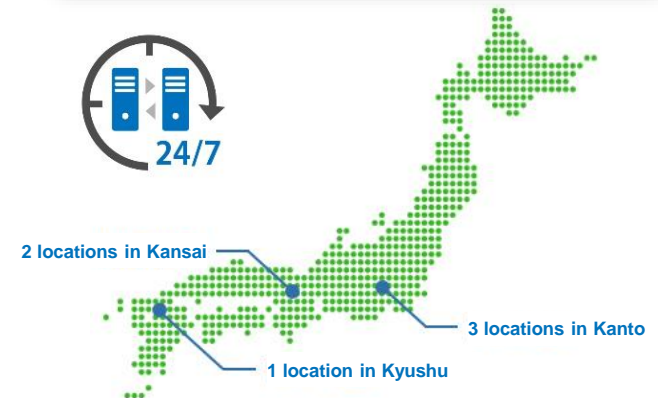 24/7
2 locations in Kansai
3 locations in Kanto
1 location in Kyushu